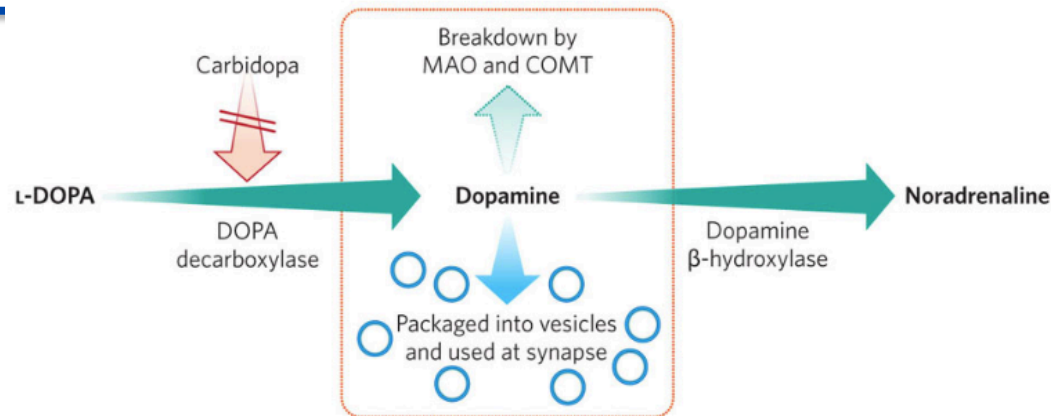 Carbidopa
Breakdown by
MAO and COMT
ʟ-DOPA
Dopamine
Noradrenaline
DOPA
decarboxylase
Dopamine
β-hydroxylase
Packaged into vesicles
and used at synapse